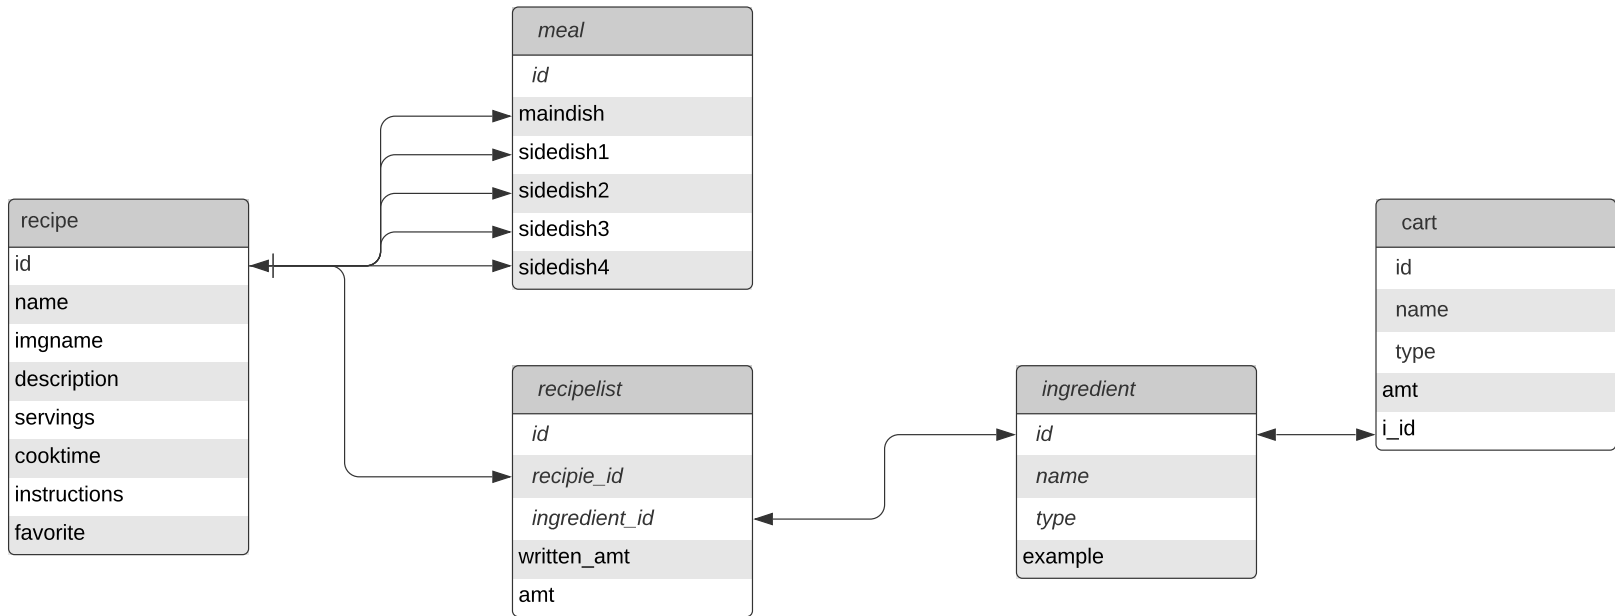 meal
id
maindish
sidedish1
sidedish2
sidedish3
sidedish4
recipe
id
name
imgname
description
servings
cooktime
instructions
favorite
recipelist
id
recipie_id
ingredient_id
written_amt
amt
ingredient
id
name
type
example
cart
id
name
type
amt
i_id